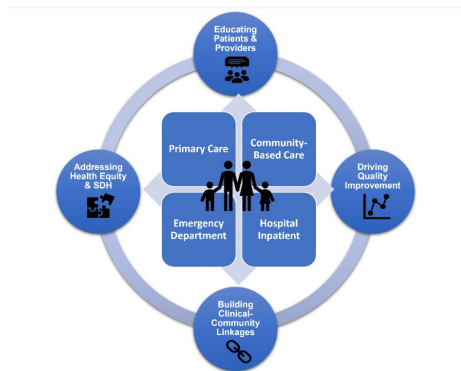 Educating
Patients &
Providers
Primary Care
Community-
Based Care
Addressing
Health Equity
& SDH
Driving
Quality
Improvement
Emergency
Department
Hospital
Inpatient
Building
Clinical-
Community
Linkages